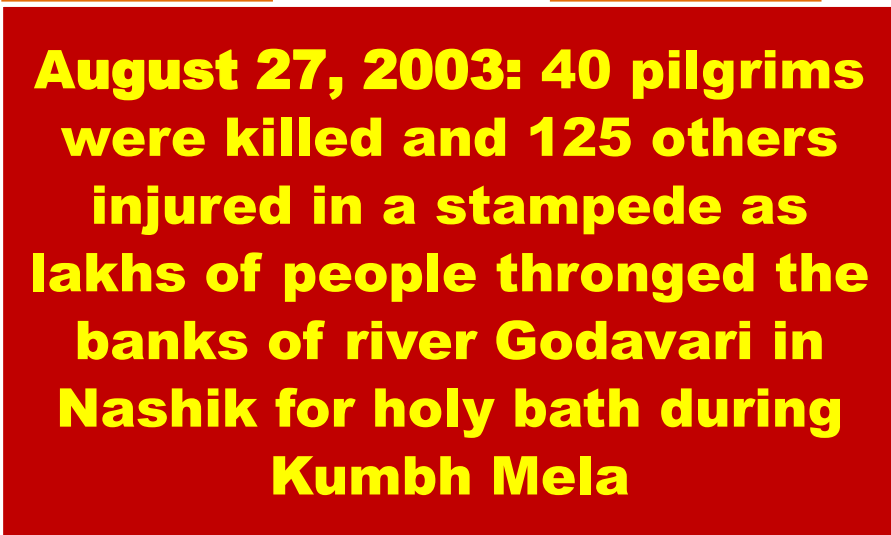 August 27, 2003: 40 pilgrims
were killed and 125 others
injured in a stampede as
lakhs of people thronged the
banks of river Godavari in
Nashik for holy bath during
Kumbh Mela